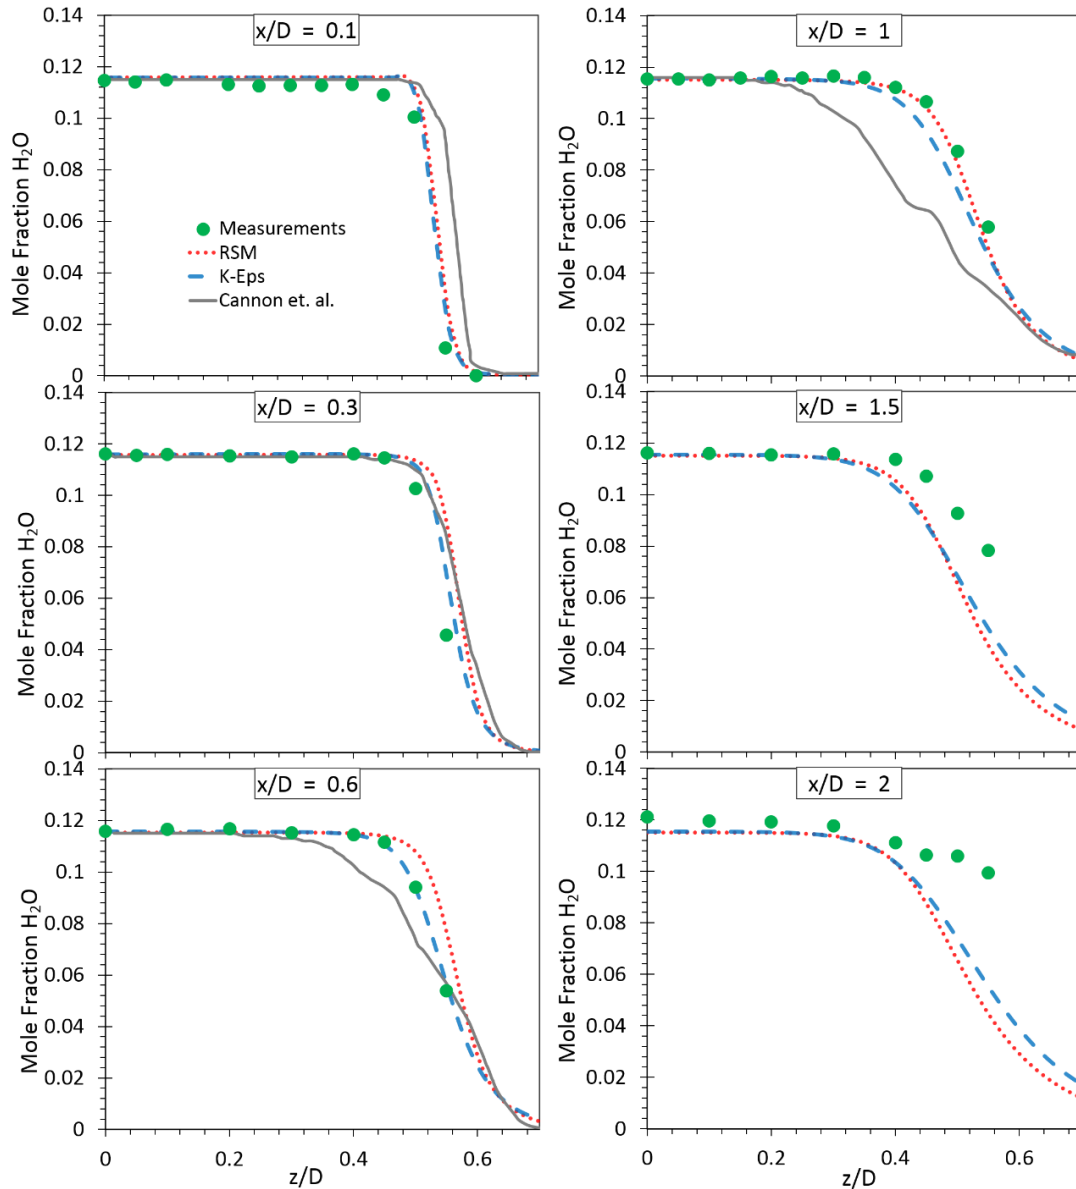 x/D = 0.1
0.14
0.12
0.1
0.08
0.06
0.04
0.02
0
Mole Fraction H₂O
Measurements
RSM
K-Eps
Cannon et. al.
x/D = 1
0.14
0.12
0.1
0.08
0.06
0.04
0.02
0
Mole Fraction H₂O
x/D = 0.3
0.14
0.12
0.1
0.08
0.06
0.04
0.02
0
Mole Fraction H₂O
x/D = 1.5
0.14
0.12
0.1
0.08
0.06
0.04
0.02
0
Mole Fraction H₂O
x/D = 0.6
0.14
0.12
0.1
0.08
0.06
0.04
0.02
0
Mole Fraction H₂O
0 0.2 0.4 0.6
z/D
x/D = 2
0.14
0.12
0.1
0.08
0.06
0.04
0.02
0
Mole Fraction H₂O
0 0.2 0.4 0.6
z/D